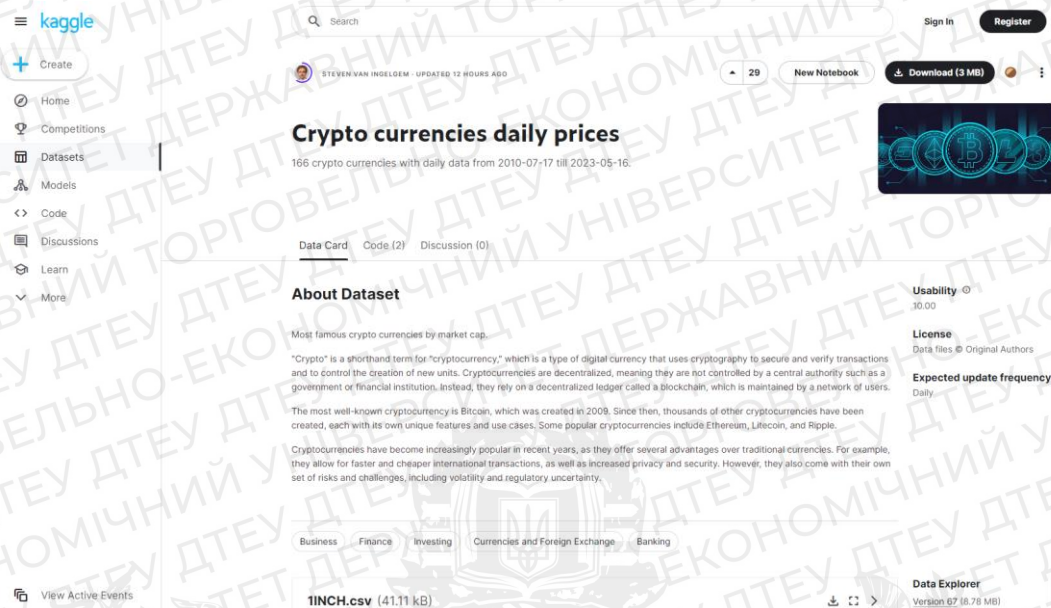 kaggle
Search
Sign In
Register
Create
Home
Competitions
Datasets
Models
Code
Discussions
Learn
More
View Active Events
STEVEN VAN INGELGEM · UPDATED 12 HOURS AGO
29
New Notebook
Download (3 MB)
Crypto currencies daily prices
166 crypto currencies with daily data from 2010-07-17 till 2023-05-16.
Data Card
Code (2)
Discussion (0)
About Dataset
Most famous crypto currencies by market cap.
"Crypto" is a shorthand term for "cryptocurrency," which is a type of digital currency that uses cryptography to secure and verify transactions
and to control the creation of new units. Cryptocurrencies are decentralized, meaning they are not controlled by a central authority such as a
government or financial institution. Instead, they rely on a decentralized ledger called a blockchain, which is maintained by a network of users.
The most well-known cryptocurrency is Bitcoin, which was created in 2009. Since then, thousands of other cryptocurrencies have been
created, each with its own unique features and use cases. Some popular cryptocurrencies include Ethereum, Litecoin, and Ripple.
Cryptocurrencies have become increasingly popular in recent years, as they offer several advantages over traditional currencies. For example,
they allow for faster and cheaper international transactions, as well as increased privacy and security. However, they also come with their own
set of risks and challenges, including volatility and regulatory uncertainty.
Business
Finance
Investing
Currencies and Foreign Exchange
Banking
1INCH.csv (41.11 kB)
Usability
10.00
License
Data files © Original Authors
Expected update frequency
Daily
Data Explorer
Version 67 (8.78 MB)